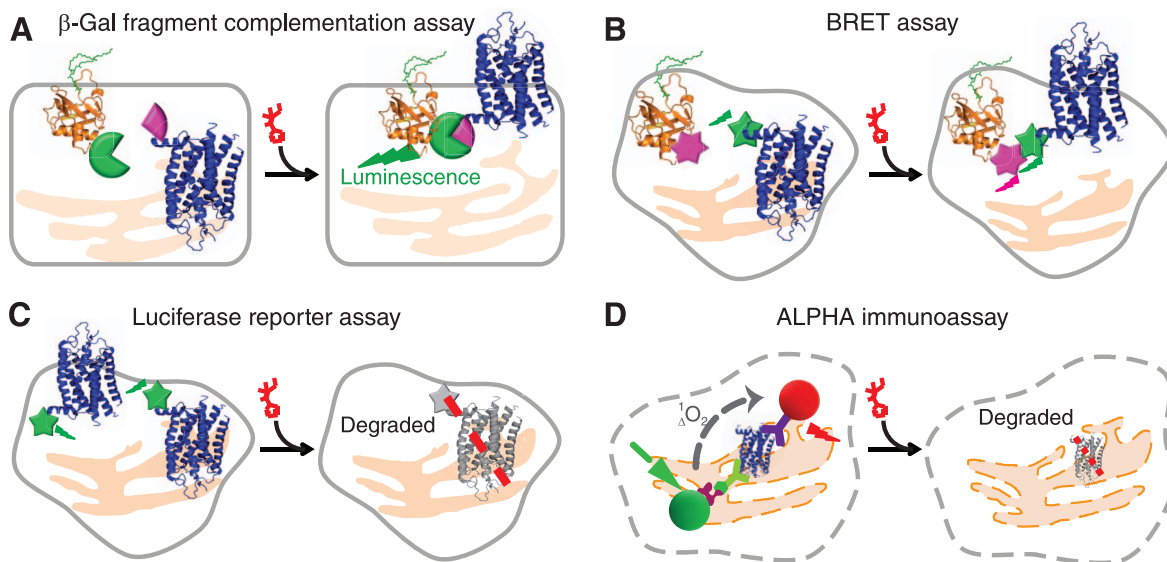 A
β-Gal fragment complementation assay
Luminescence
B
BRET assay
C
Luciferase reporter assay
Degraded
D
ALPHA immunoassay
¹ΔO₂
Degraded